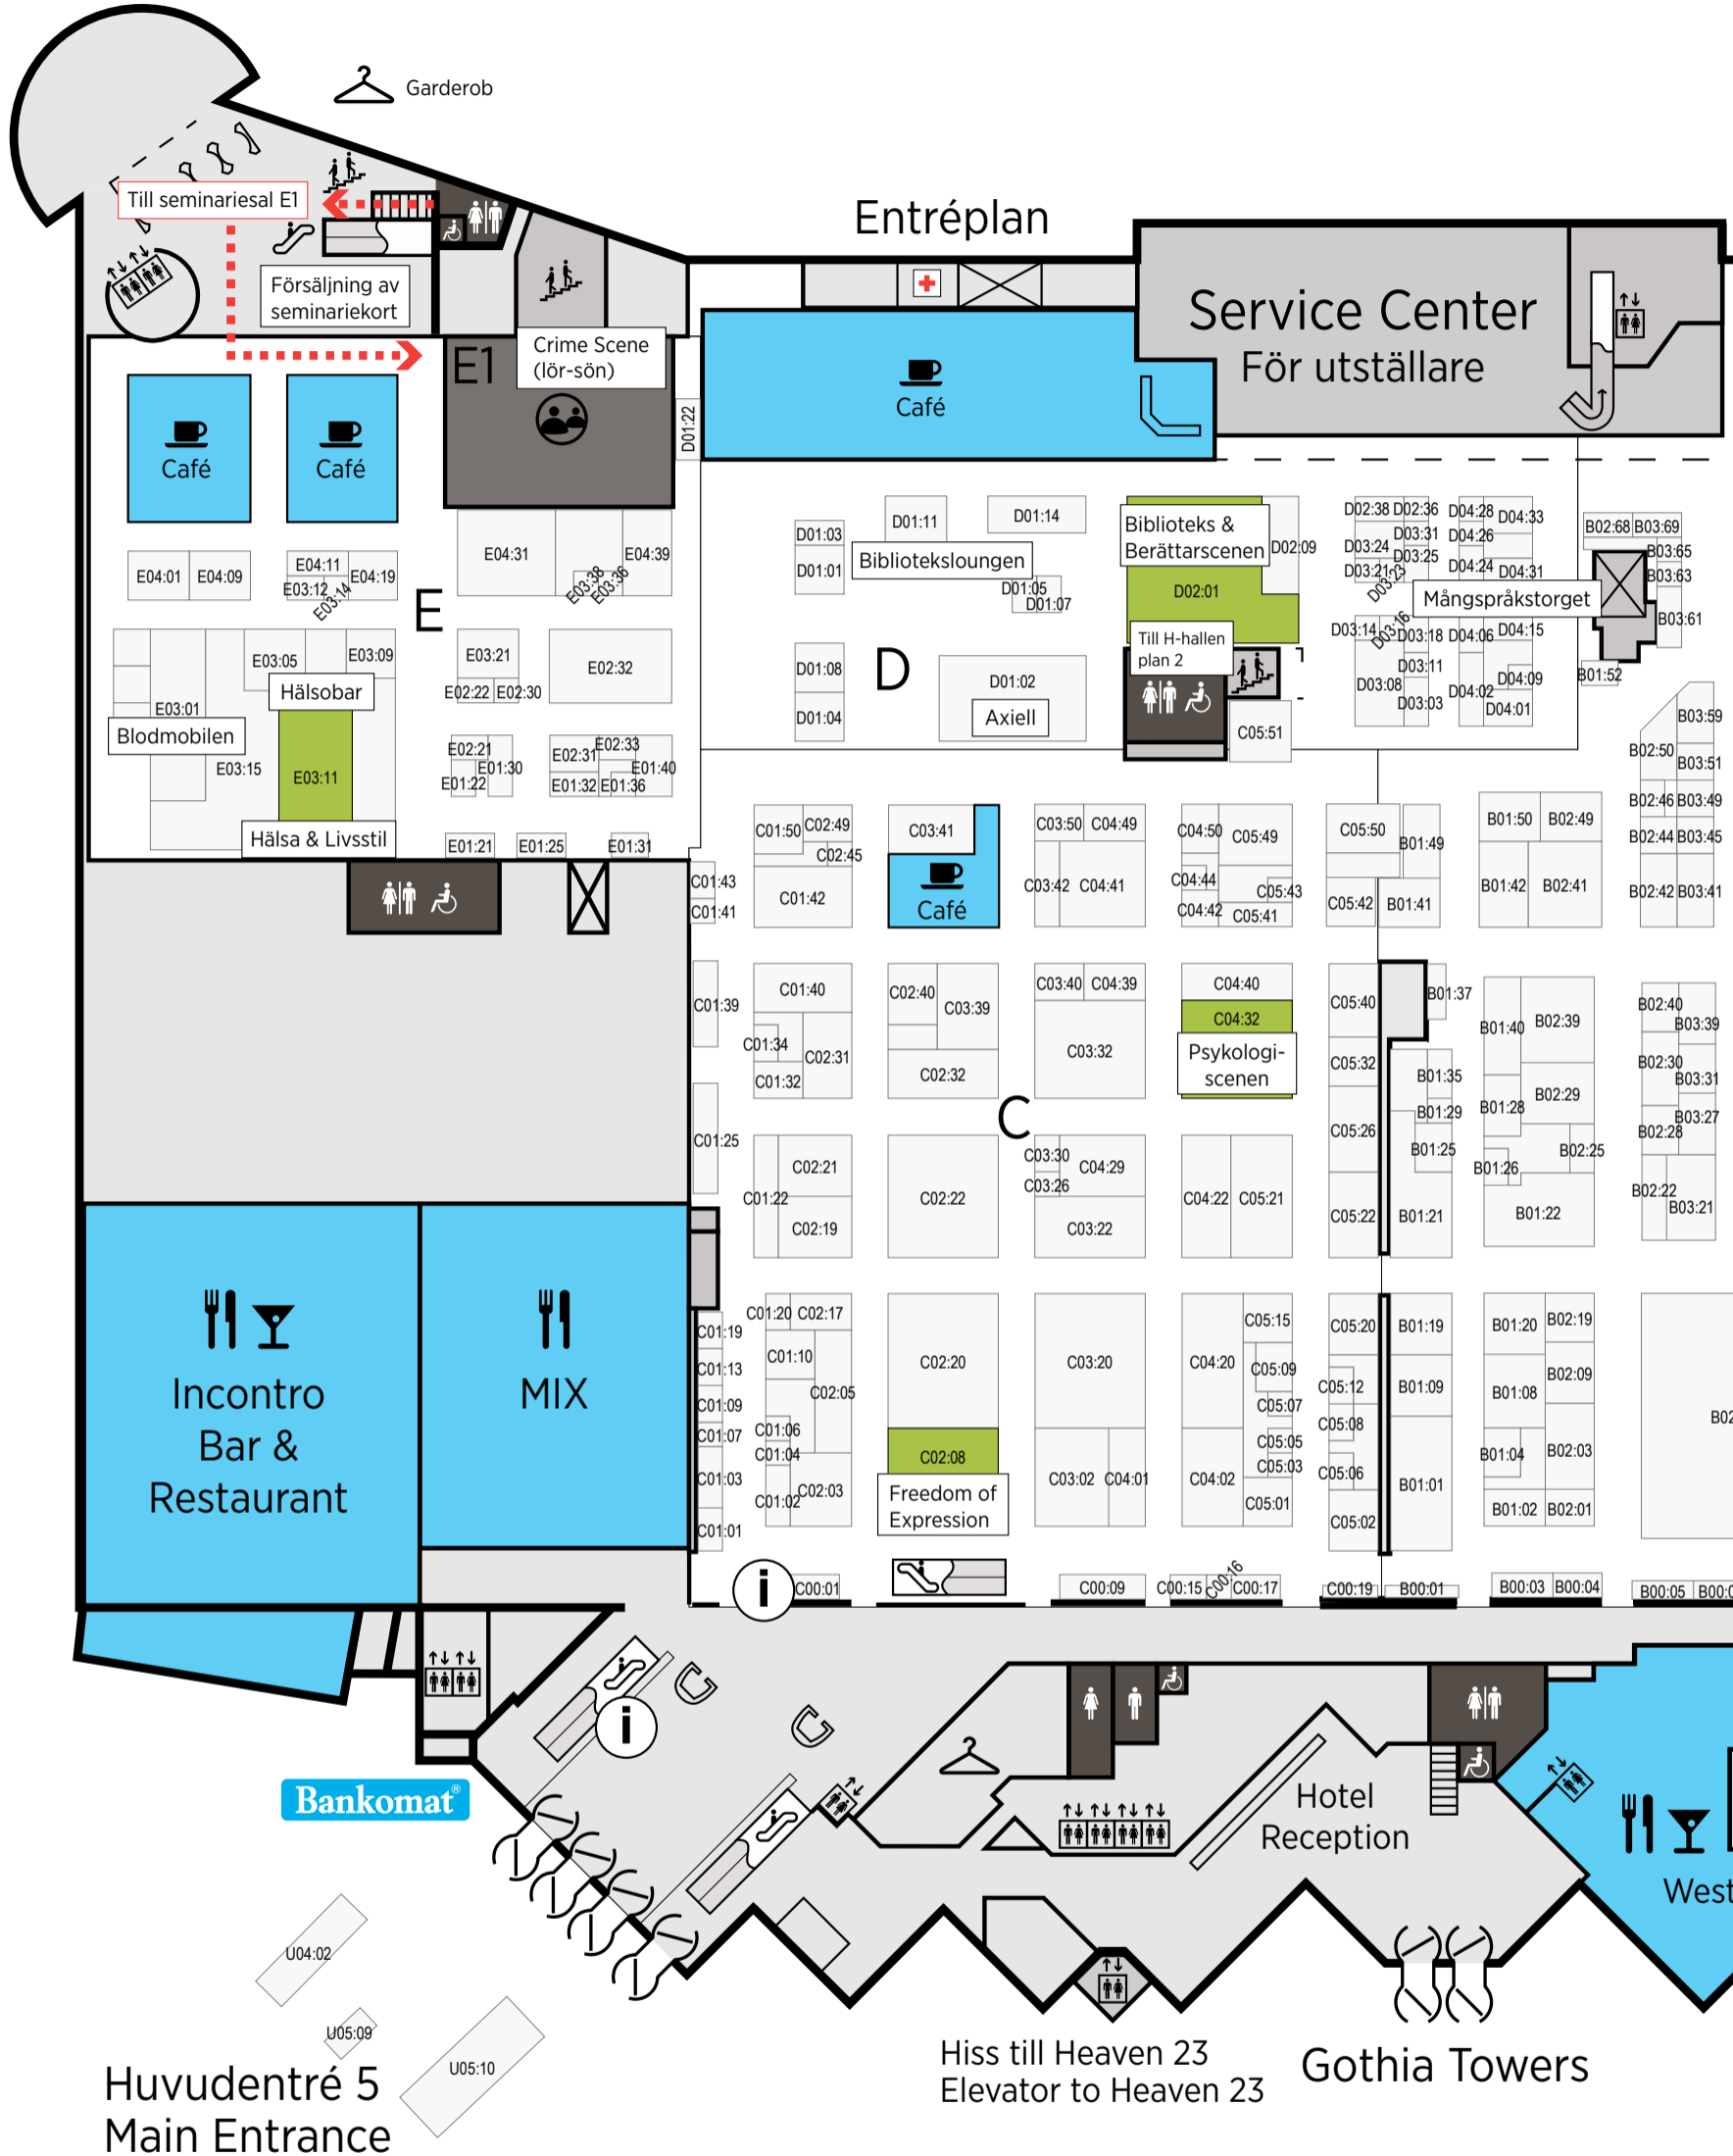 Garderob
Till seminariesal E1
Entréplan
Försäljning av
seminariekort
Service Center
För utställare
E1
Crime Scene
(lör-sön)
Café
Café
Café
D01:22
E04:31
E04:39
E03:38
E03:36
E04:01
E04:09
E04:11
E03:12
E03:14
E04:19
E
D01:03
D01:01
D01:11
D01:14
Biblioteksloungen
D01:05
D01:07
Biblioteks &
Berättarscenen
D02:09
D02:01
Till H-hallen
plan 2
D02:38
D02:36
D03:31
D03:24
D03:25
D03:21
D03:23
D04:28
D04:33
D04:26
D04:24
D04:31
Mångspråkstorget
D03:14
D03:16
D03:18
D04:06
D04:15
D03:11
D03:08
D03:03
D04:09
D04:02
D04:01
B02:68
B03:69
B03:65
B03:63
B03:61
B01:52
E03:05
E03:09
Hälsobar
E03:01
Blodmobilen
E03:15
E03:11
Hälsa & Livsstil
E03:21
E02:22
E02:30
E02:32
E02:21
E01:30
E01:22
E02:31
E02:33
E01:40
E01:32
E01:36
E01:21
E01:25
E01:31
D01:08
D01:04
D
D01:02
Axiell
C05:51
B03:59
B02:50
B03:51
B02:46
B03:49
B02:44
B03:45
B02:42
B03:41
C01:43
C01:41
C01:50
C02:49
C02:45
C01:42
C03:41
Café
C03:50
C04:49
C03:42
C04:41
C04:50
C05:49
C04:44
C05:43
C04:42
C05:41
C05:50
B01:49
C05:42
B01:41
B01:50
B02:49
B01:42
B02:41
C01:39
C01:40
C01:34
C02:31
C01:32
C02:40
C03:39
C02:32
C03:40
C04:39
C03:32
C04:40
C04:32
Psykologi-
scenen
C05:40
C05:32
C05:26
C05:22
B01:37
B01:35
B01:29
B01:25
B01:21
B01:40
B02:39
B02:29
B01:28
B02:25
B01:26
B01:22
B02:40
B03:39
B02:30
B03:31
B03:27
B02:28
B02:22
B03:21
C
C01:25
C02:21
C01:22
C02:19
C02:22
C03:30
C03:26
C04:29
C03:22
C04:22
C05:21
Incontro
Bar &
Restaurant
MIX
C01:19
C01:13
C01:09
C01:07
C01:03
C01:01
C01:20
C02:17
C01:10
C02:05
C01:06
C01:04
C02:03
C01:02
C02:20
C02:08
Freedom of
Expression
C03:20
C03:02
C04:01
C04:20
C05:15
C05:09
C05:07
C05:05
C05:03
C04:02
C05:01
C05:20
C05:12
C05:08
C05:06
C05:02
B01:19
B01:09
B01:01
B01:20
B02:19
B02:09
B01:08
B01:04
B02:03
B01:02
B02:01
B02
i
C00:01
C00:09
C00:15
C00:16
C00:17
C00:19
B00:01
B00:03
B00:04
B00:05
B00:0
i
Bankomat®
Hotel
Reception
West
U04:02
U05:09
U05:10
Huvudentré 5
Main Entrance
Hiss till Heaven 23
Elevator to Heaven 23
Gothia Towers